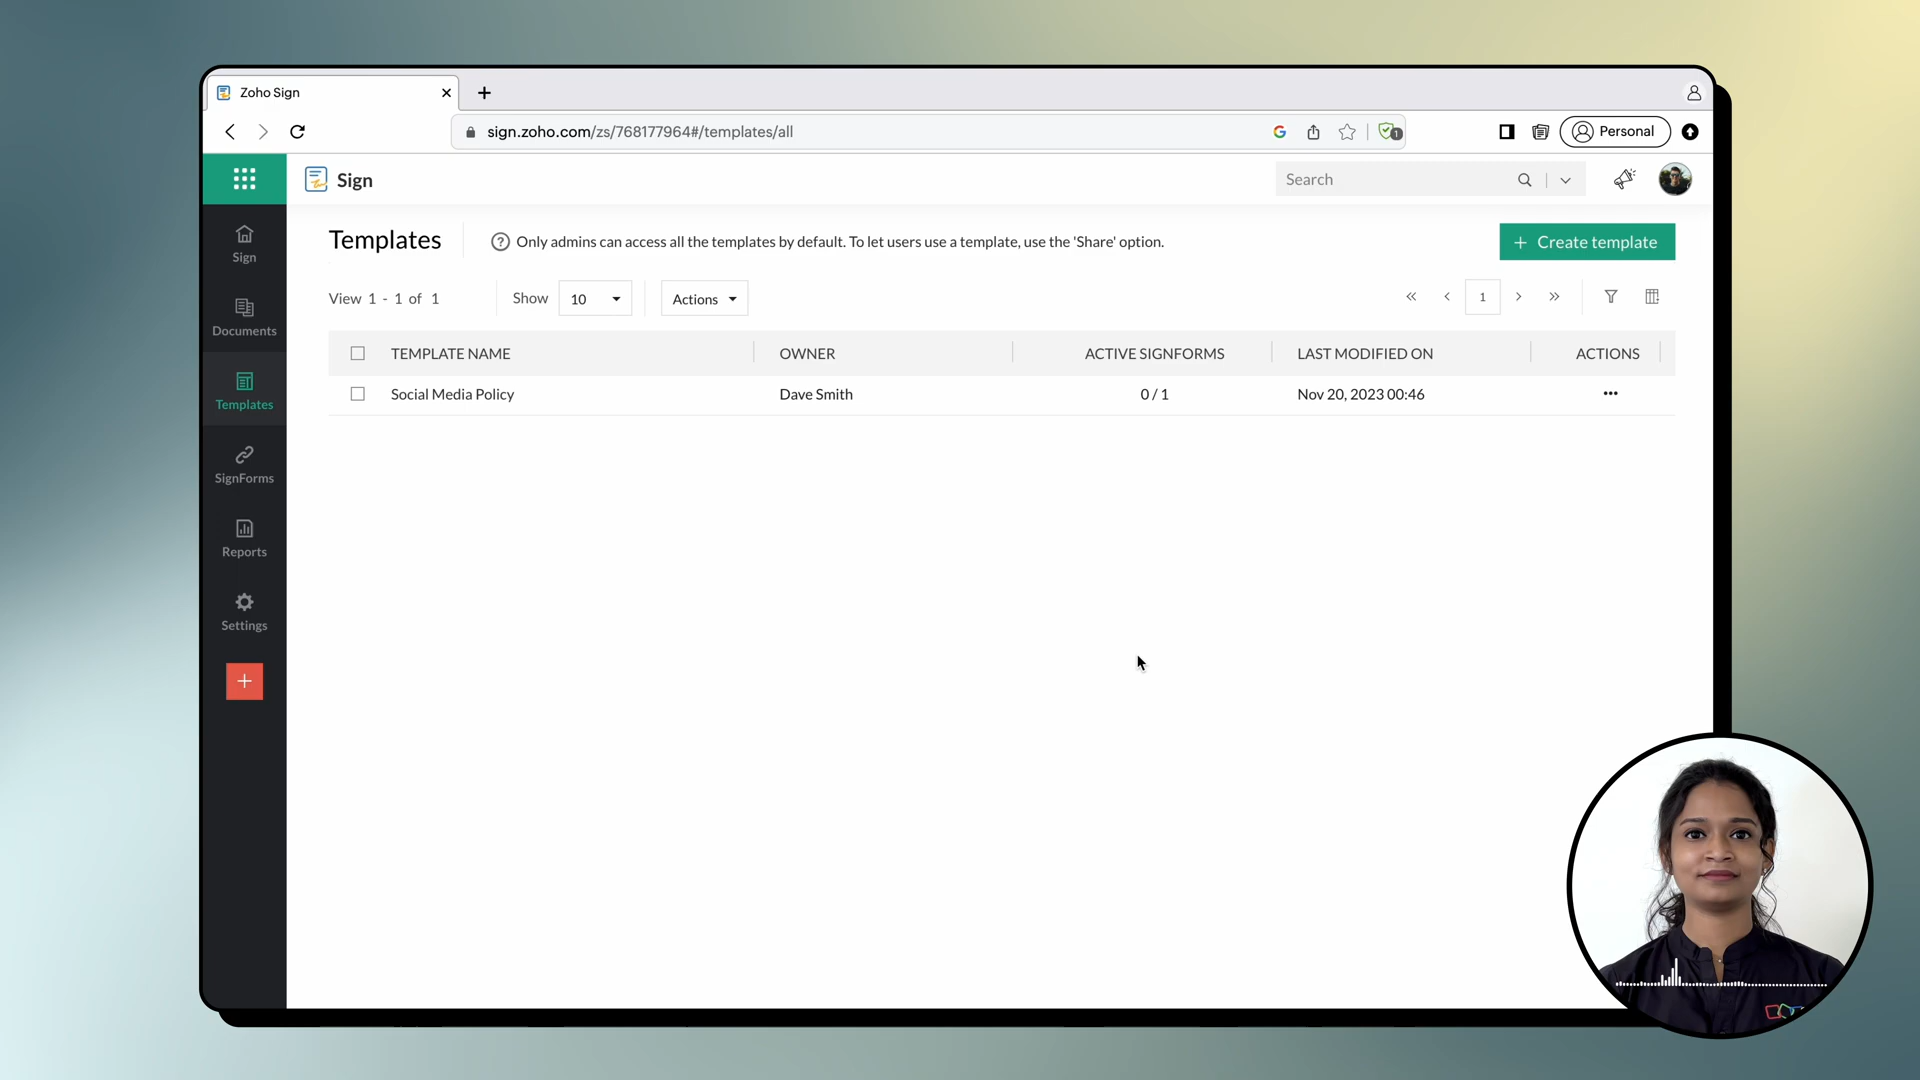 Zoho Sign
sign.zoho.com/zs/768177964#/templates/all
1
Personal
Sign
Search
Sign
Documents
Templates
SignForms
Reports
Settings
Templates
Only admins can access all the templates by default. To let users use a template, use the 'Share' option.
+ Create template
View 1 - 1 of 1
Show
10
Actions
1
TEMPLATE NAME OWNER ACTIVE SIGNFORMS LAST MODIFIED ON ACTIONS
Social Media Policy Dave Smith 0 / 1 Nov 20, 2023 00:46